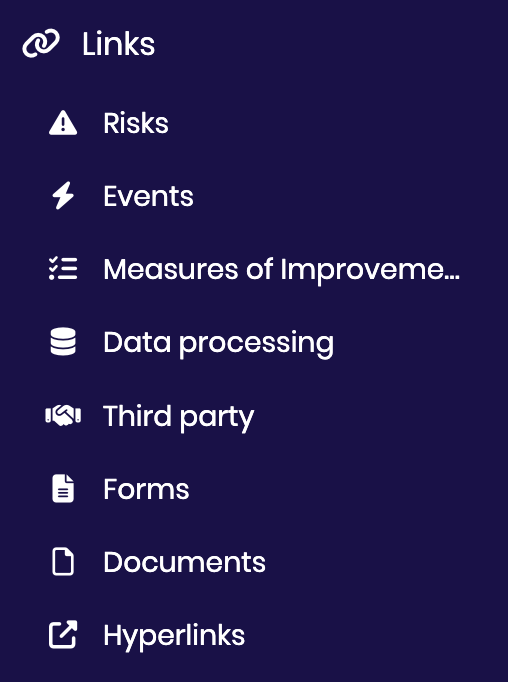 Links
Risks
Events
Measures of Improveme...
Data processing
Third party
Forms
Documents
Hyperlinks